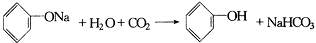 ONa + H₂O + CO₂ ⟶ OH + NaHCO₃